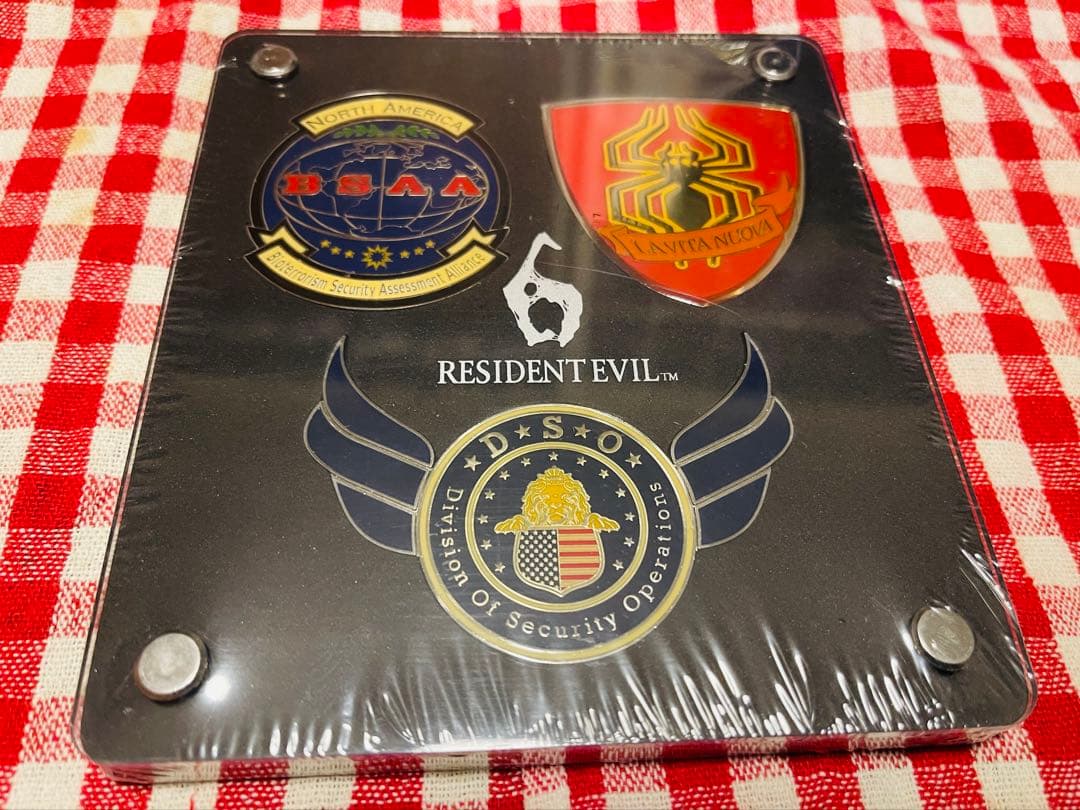 NORTH AMERICA
BSAA
Bioterrorism Security Assessment Alliance
LA VITA NUOVA
6
RESIDENT EVIL™
D★S★O
Division Of Security Operations